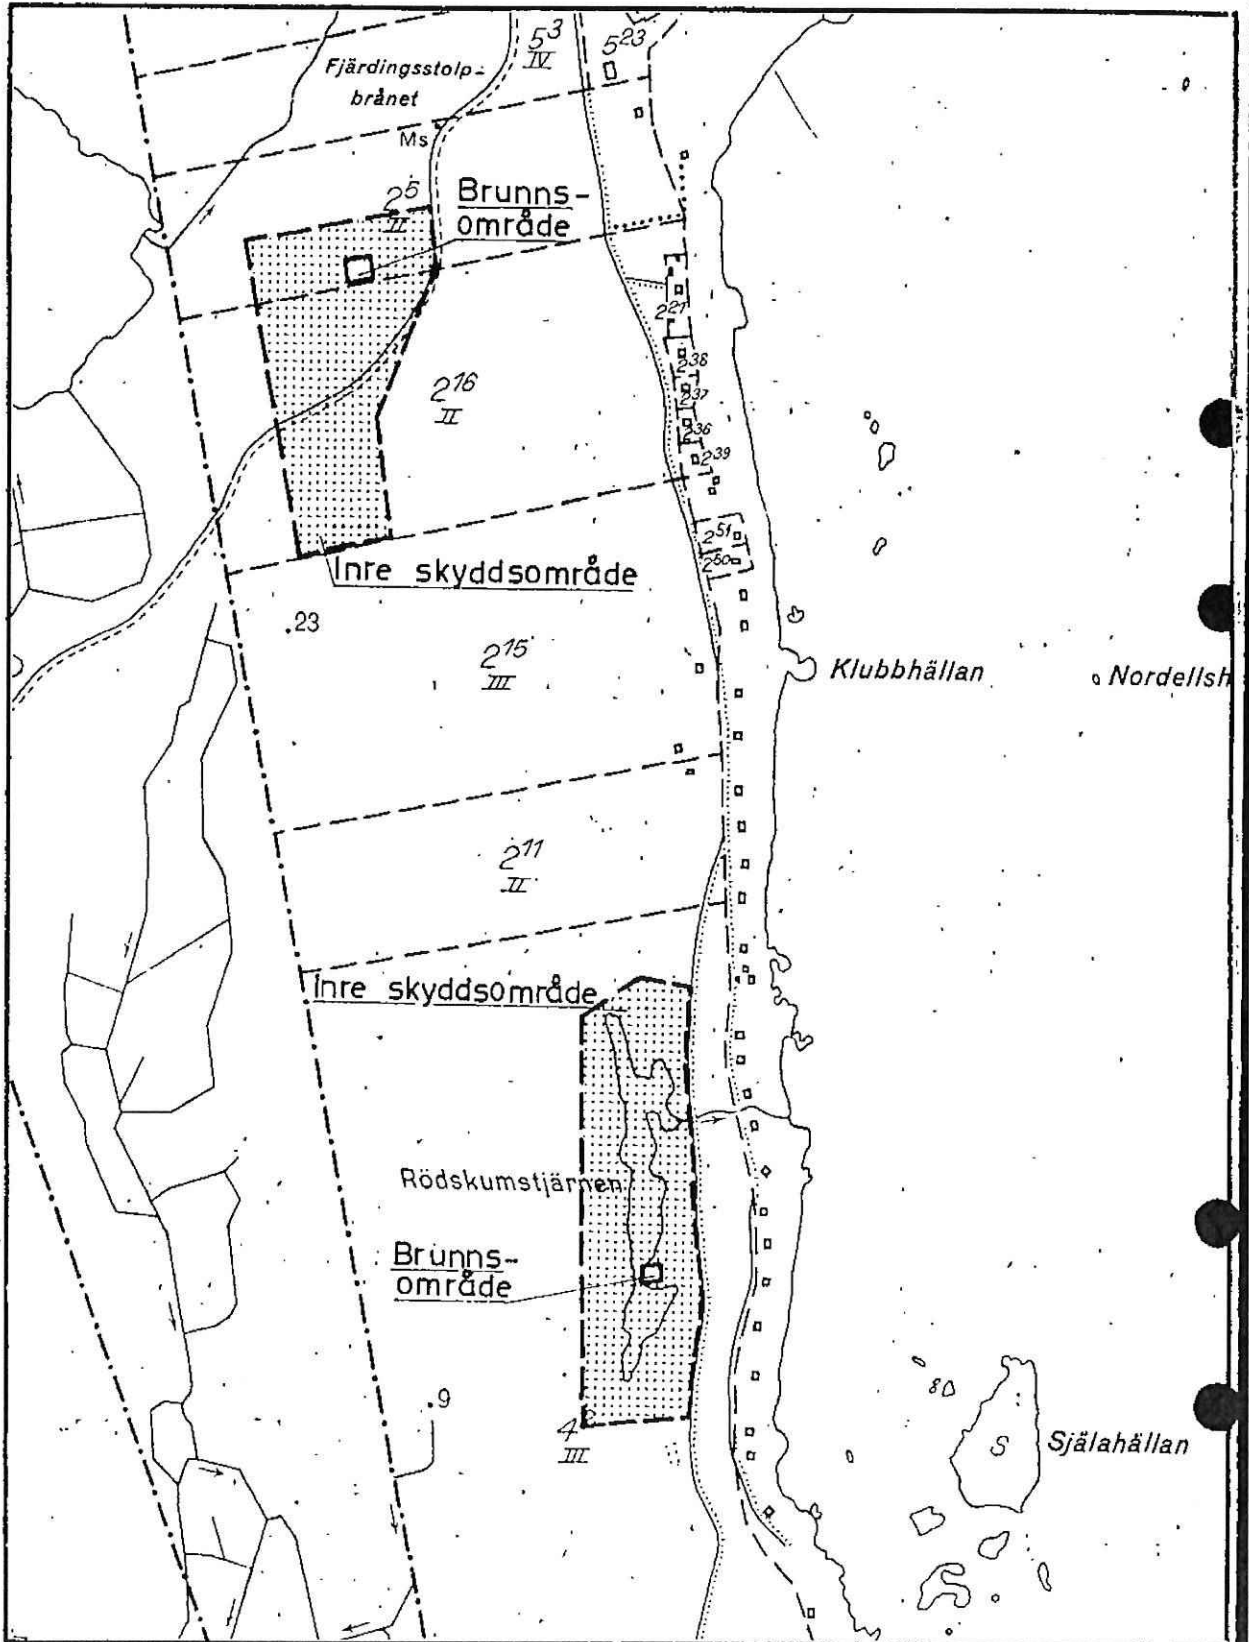 5³
IV
5²³
Fjärdingsstolp-
brånet
Ms
2⁵
II
Brunns-
område
2²¹
2³⁸
2¹⁶
II
2³⁷
2³⁶
2³⁹
2⁵¹
2⁵⁰
Inre skyddsområde
.23
2¹⁵
III
Klubbhällan
Nordellsh
2¹¹
II
Inre skyddsområde
Rödskumstjärnen
Brunns-
område
.9
4
III
S
Själahällan